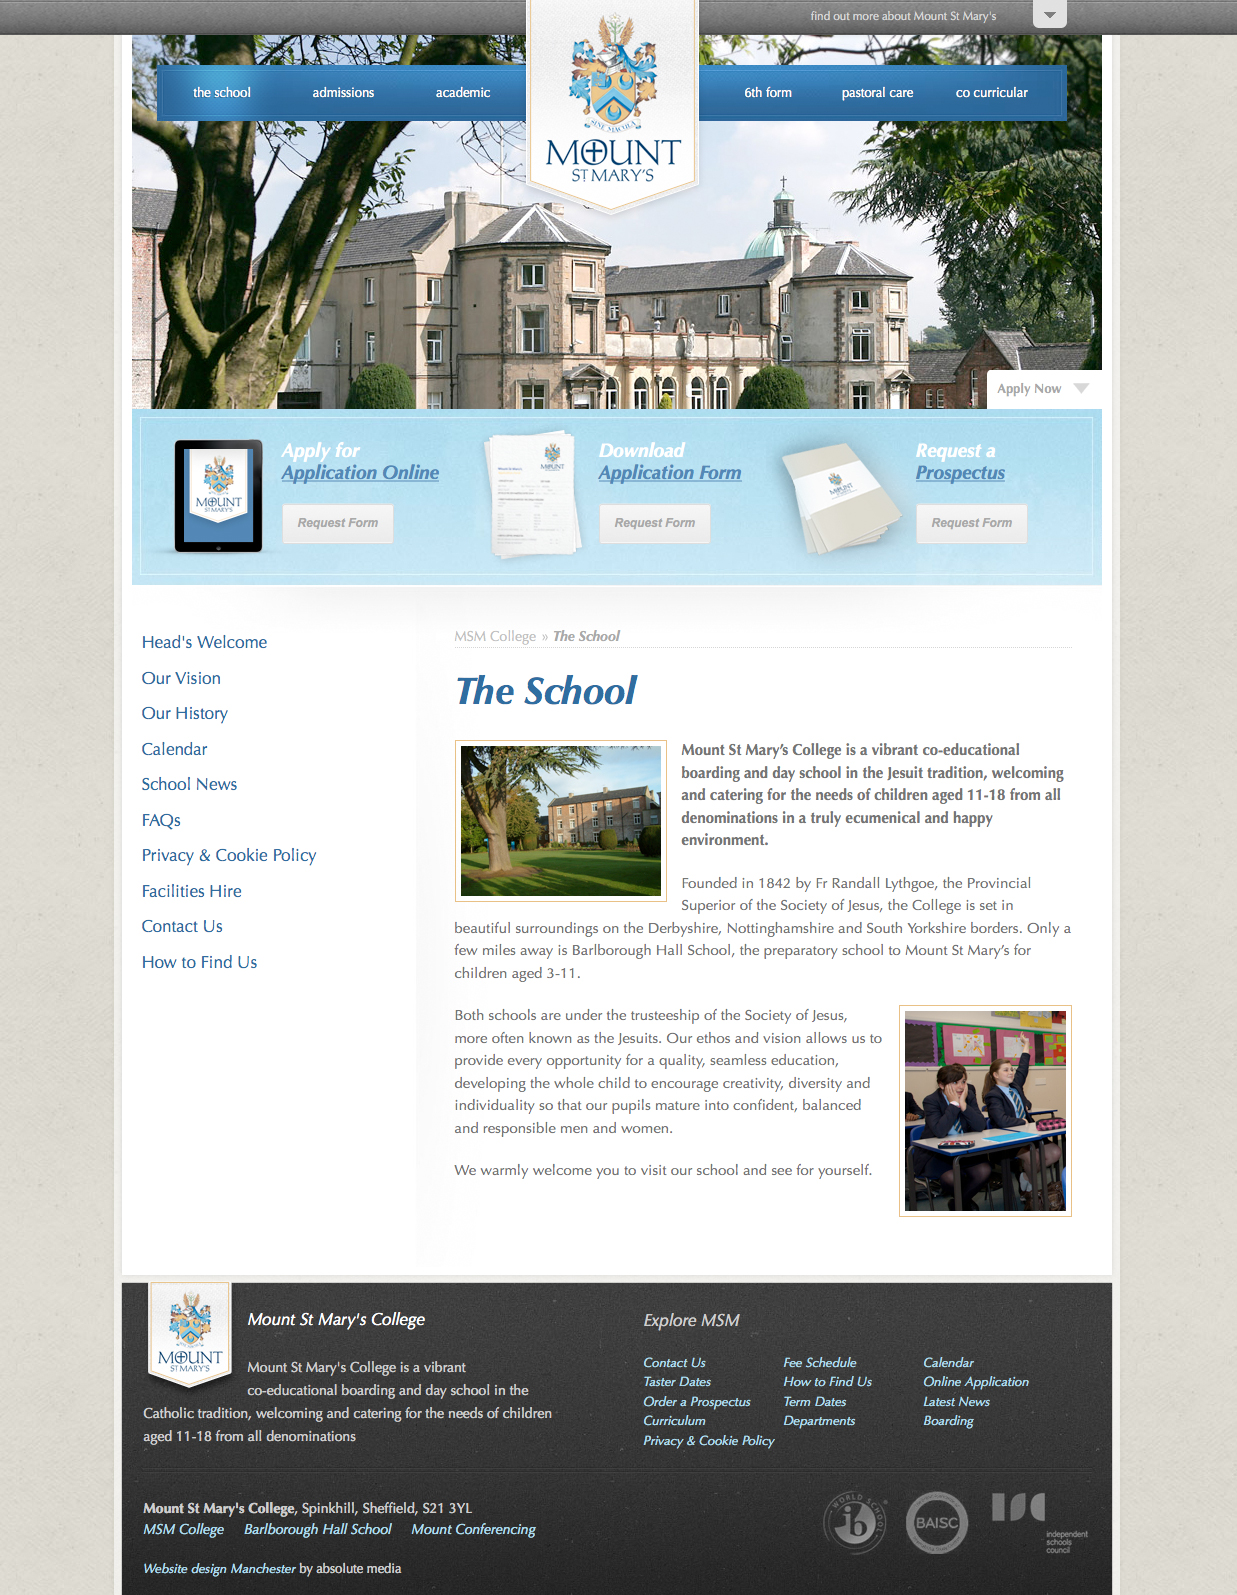 find out more about Mount St Mary's
the school
admissions
academic
SINE MACULA
MOUNT
ST MARY'S
6th form
pastoral care
co curricular
Apply Now
MOUNT
ST MARY'S
Apply for
Application Online
Request Form
MOUNT
Download
Application Form
Request Form
MOUNT
Request a
Prospectus
Request Form
Head's Welcome
Our Vision
Our History
Calendar
School News
FAQs
Privacy & Cookie Policy
Facilities Hire
Contact Us
How to Find Us
MSM College » The School
The School
Mount St Mary’s College is a vibrant co-educational
boarding and day school in the Jesuit tradition, welcoming
and catering for the needs of children aged 11-18 from all
denominations in a truly ecumenical and happy
environment.
Founded in 1842 by Fr Randall Lythgoe, the Provincial
Superior of the Society of Jesus, the College is set in
beautiful surroundings on the Derbyshire, Nottinghamshire and South Yorkshire borders. Only a
few miles away is Barlborough Hall School, the preparatory school to Mount St Mary’s for
children aged 3-11.
Both schools are under the trusteeship of the Society of Jesus,
more often known as the Jesuits. Our ethos and vision allows us to
provide every opportunity for a quality, seamless education,
developing the whole child to encourage creativity, diversity and
individuality so that our pupils mature into confident, balanced
and responsible men and women.
We warmly welcome you to visit our school and see for yourself.
MOUNT
ST MARY'S
Mount St Mary's College
Mount St Mary's College is a vibrant
co-educational boarding and day school in the
Catholic tradition, welcoming and catering for the needs of children
aged 11-18 from all denominations
Explore MSM
Contact Us
Fee Schedule
Calendar
Taster Dates
How to Find Us
Online Application
Order a Prospectus
Term Dates
Latest News
Curriculum
Departments
Boarding
Privacy & Cookie Policy
Mount St Mary's College, Spinkhill, Sheffield, S21 3YL
MSM College Barlborough Hall School Mount Conferencing
Website design Manchester by absolute media
WORLD SCHOOL
ib
BAISC
ISC
independent
schools
council